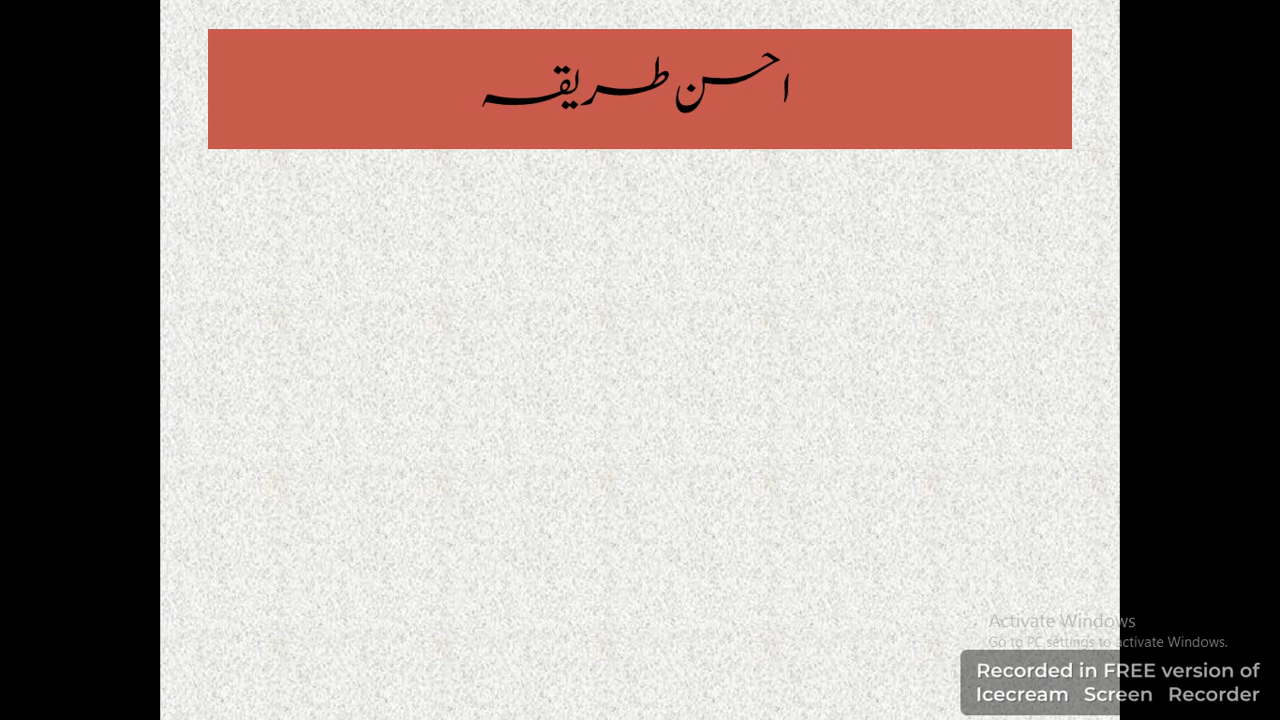 احسن طریقہ
Activate Windows
Go to PC settings to activate Windows.
Recorded in FREE version of
Icecream Screen Recorder